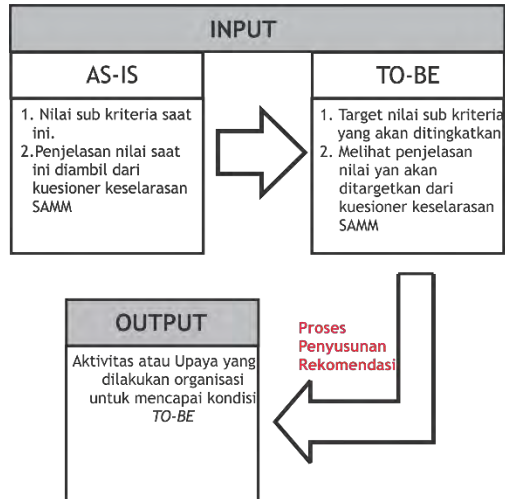 INPUT
AS-IS
1. Nilai sub kriteria saat
ini.
2.Penjelasan nilai saat
ini diambil dari
kuesioner keselarasan
SAMM
TO-BE
1. Target nilai sub kriteria
yang akan ditingkatkan
2. Melihat penjelasan
nilai yan akan
ditargetkan dari
kuesioner keselarasan
SAMM
Proses
Penyusunan
Rekomendasi
OUTPUT
Aktivitas atau Upaya yang
dilakukan organisasi
untuk mencapai kondisi
TO-BE